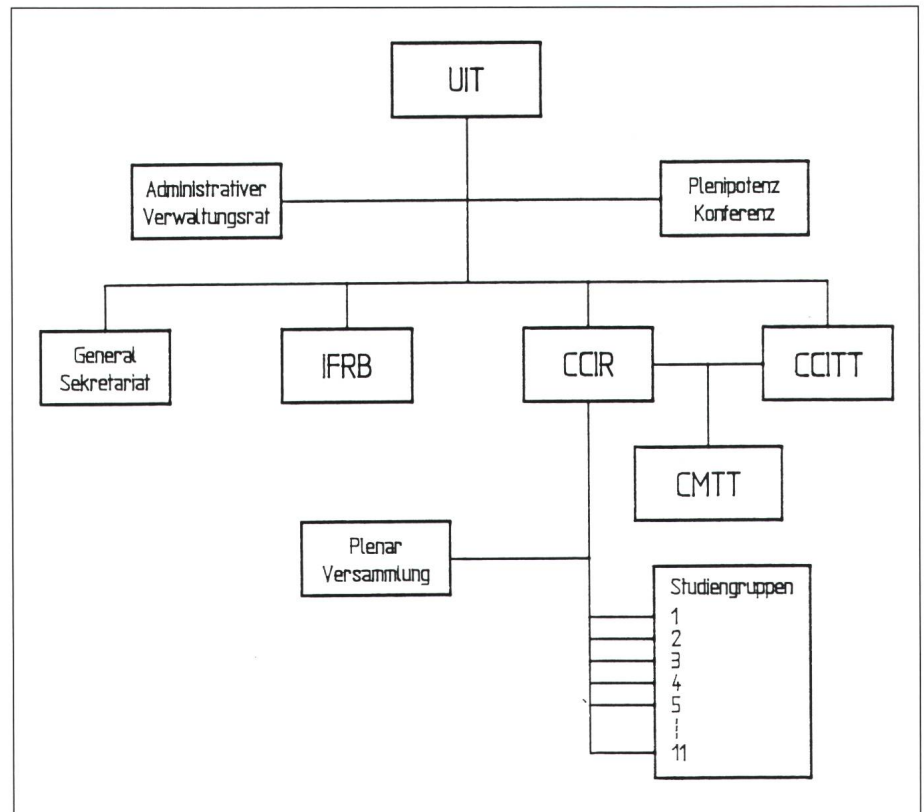 UIT
Administrativer
Verwaltungsrat
Plenipotenz
Konferenz
General
Sekretariat
IFRB
CCIR
CCITT
CMTT
Plenar
Versammlung
Studiengruppen
1
2
3
4
5
11